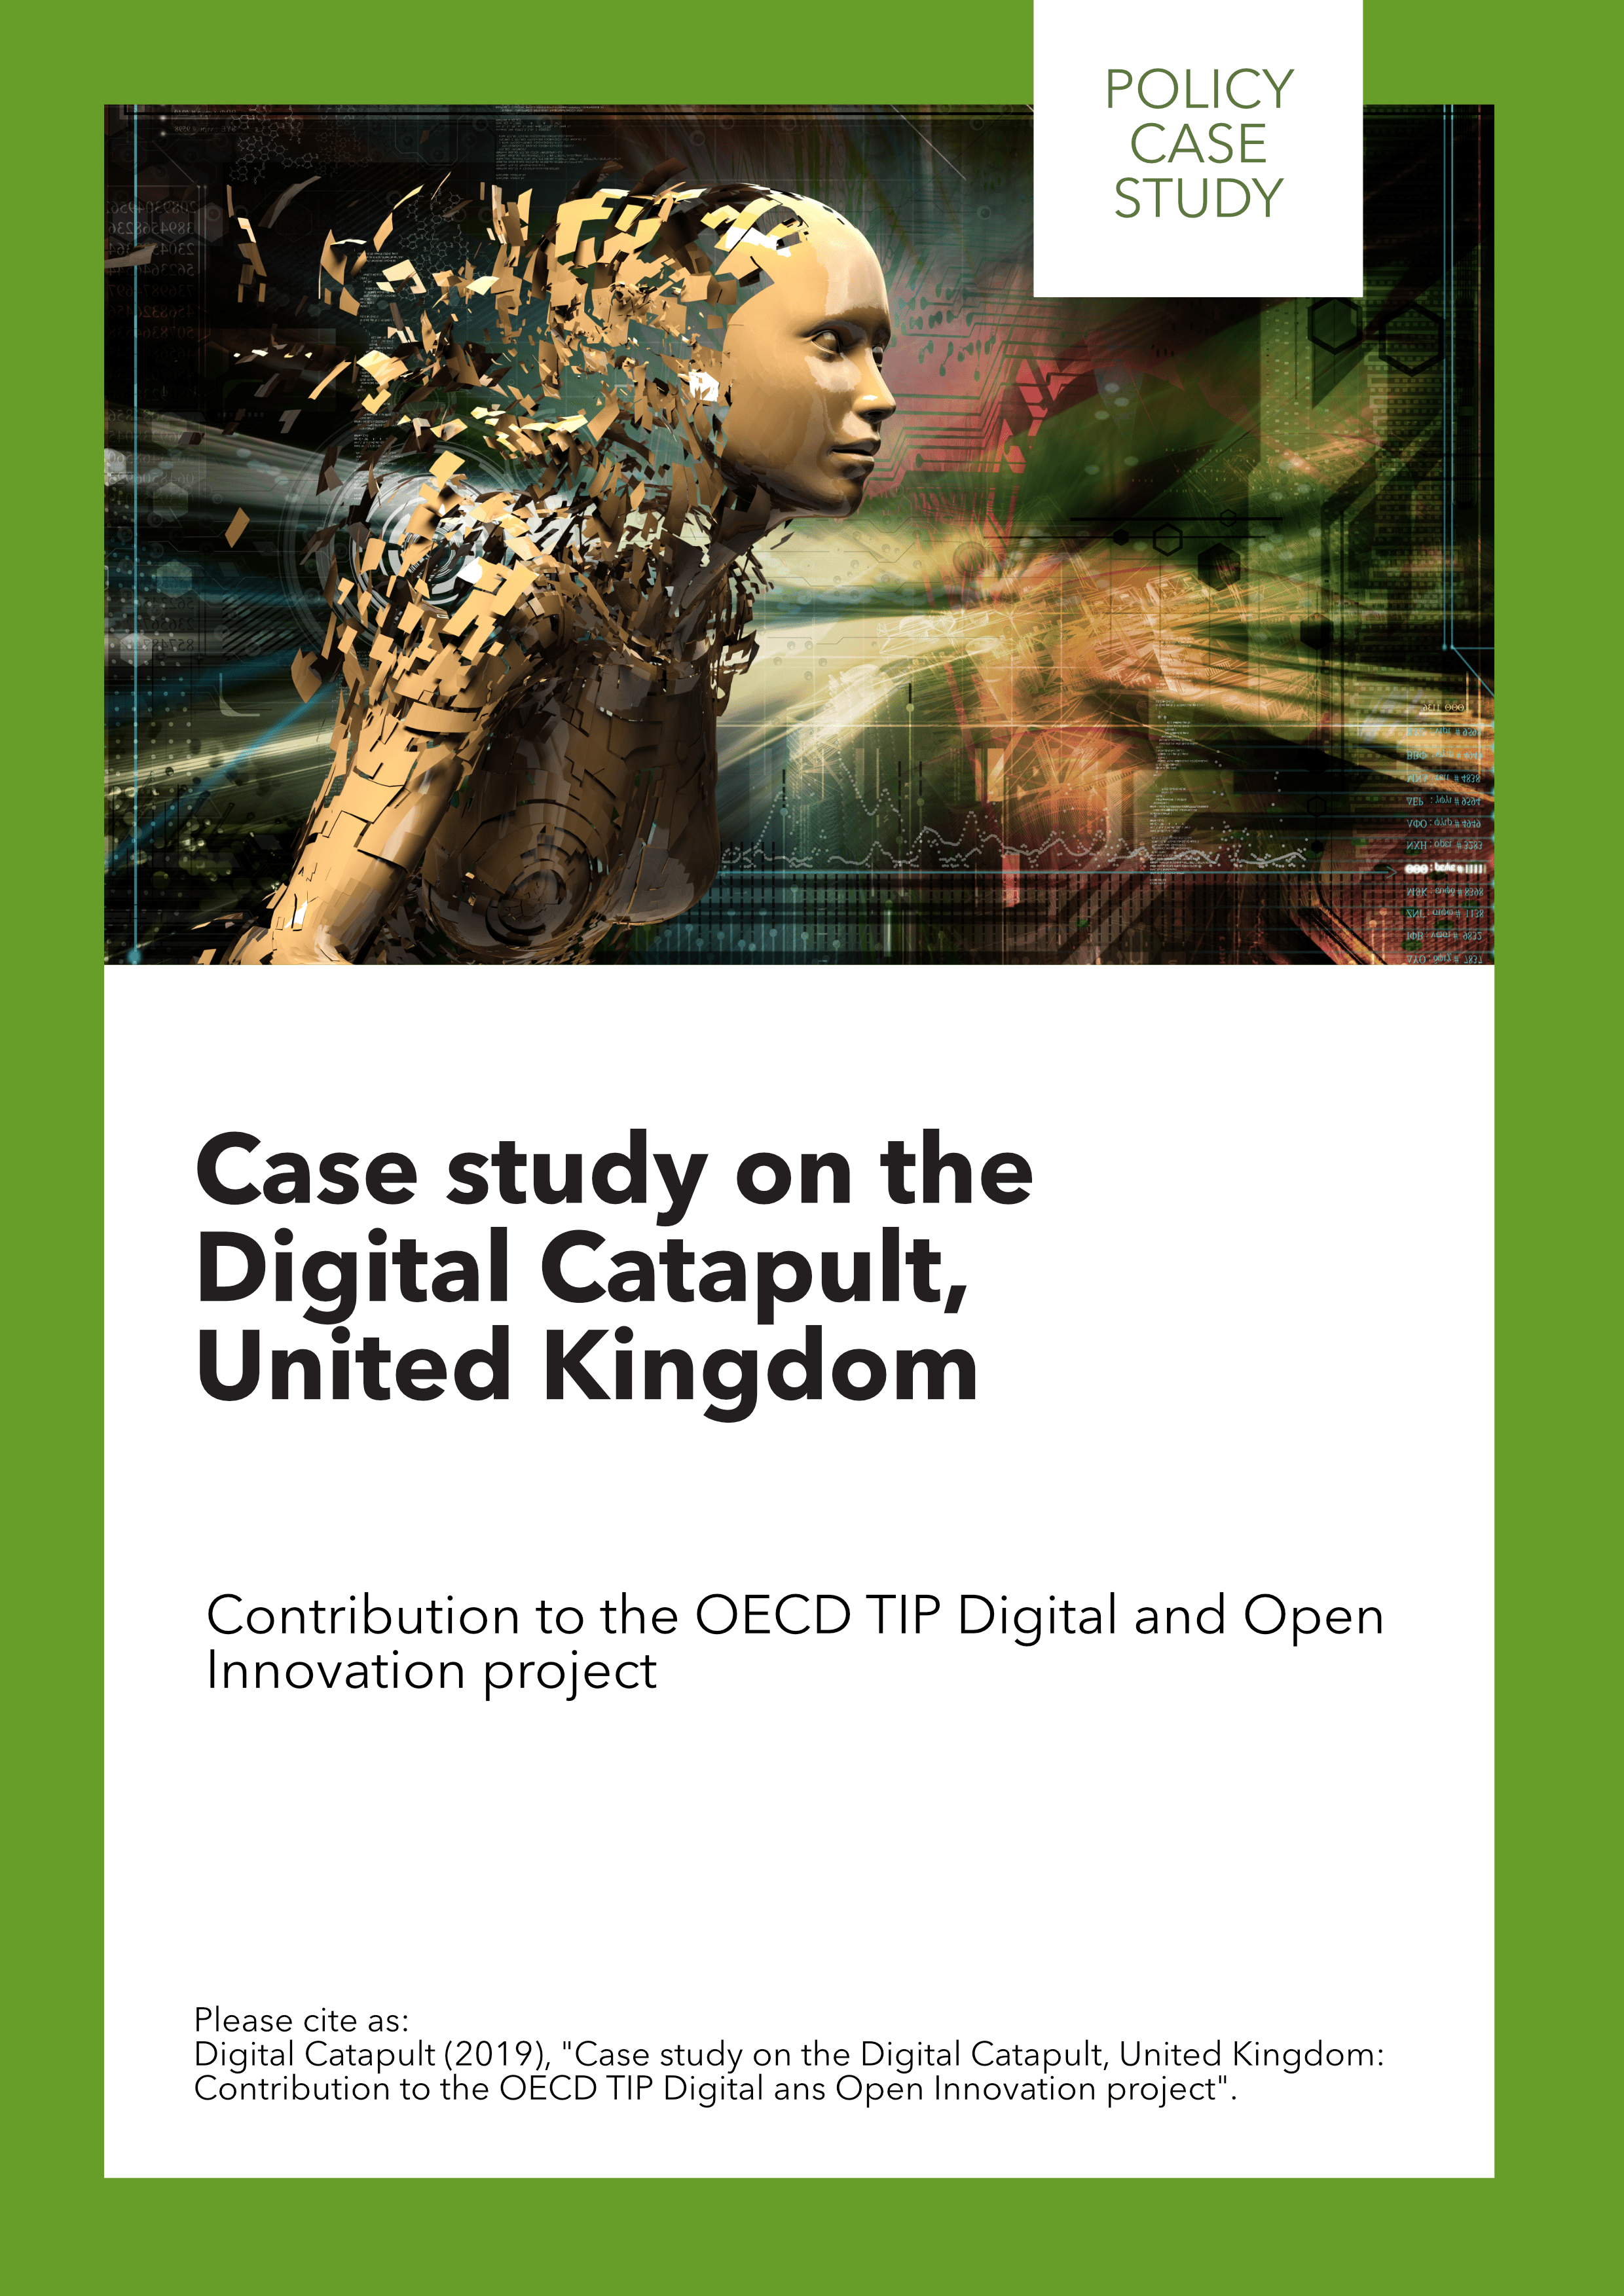 POLICY
CASE
STUDY
Case study on the
Digital Catapult,
United Kingdom
Contribution to the OECD TIP Digital and Open
Innovation project
Please cite as:
Digital Catapult (2019), "Case study on the Digital Catapult, United Kingdom:
Contribution to the OECD TIP Digital ans Open Innovation project".